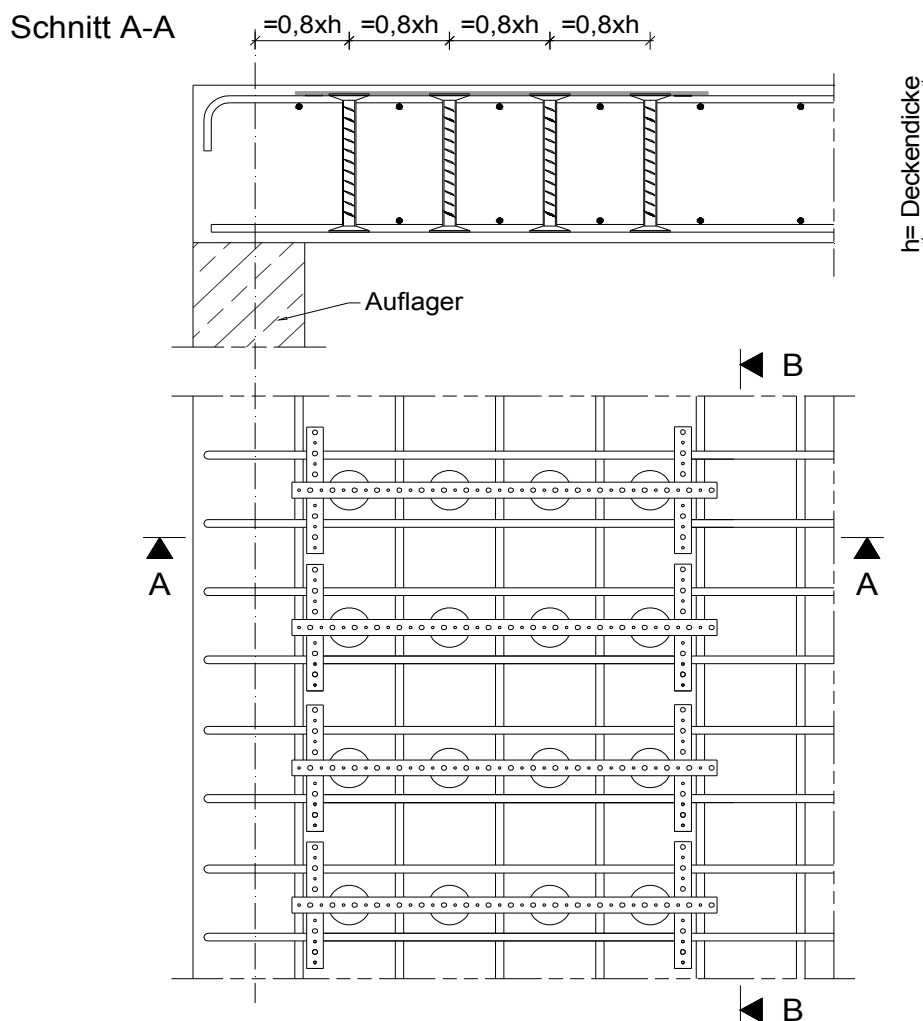 Schnitt A-A
=0,8xh =0,8xh =0,8xh =0,8xh
h= Deckendicke
Auflager
B
A A
B